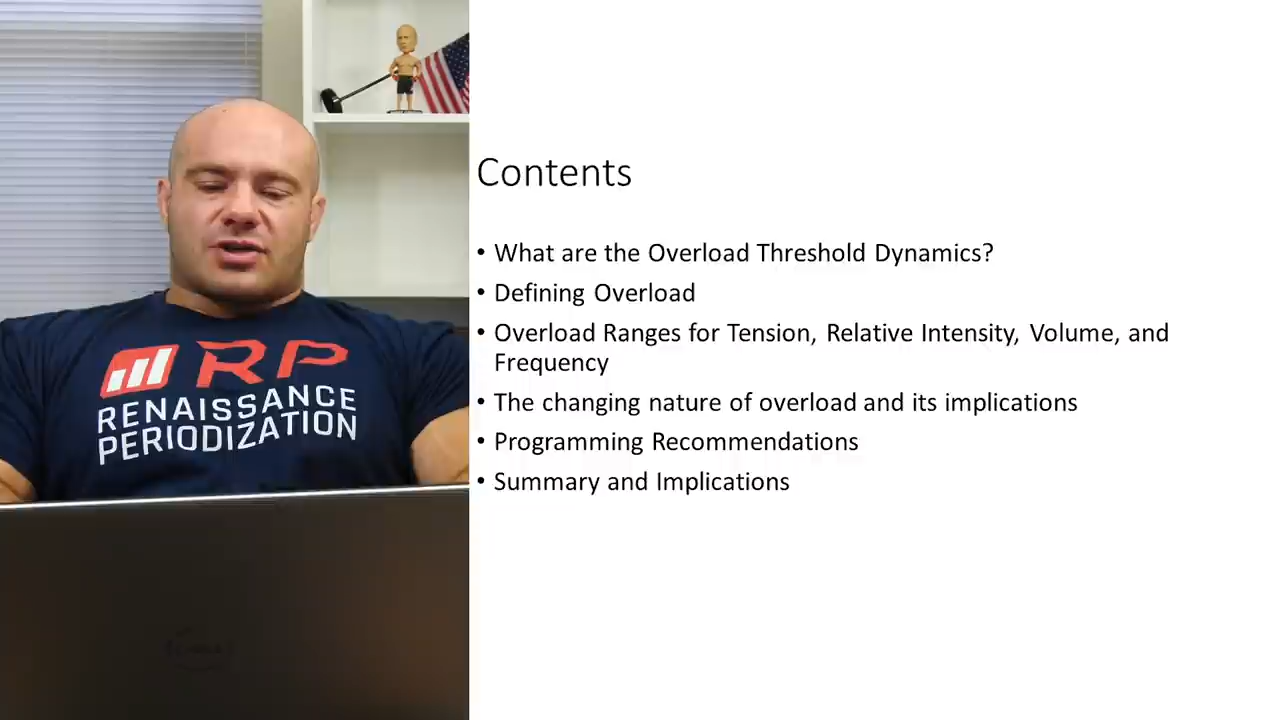 RP
RENAISSANCE
PERIODIZATION
Contents
• What are the Overload Threshold Dynamics?
• Defining Overload
• Overload Ranges for Tension, Relative Intensity, Volume, and
Frequency
• The changing nature of overload and its implications
• Programming Recommendations
• Summary and Implications